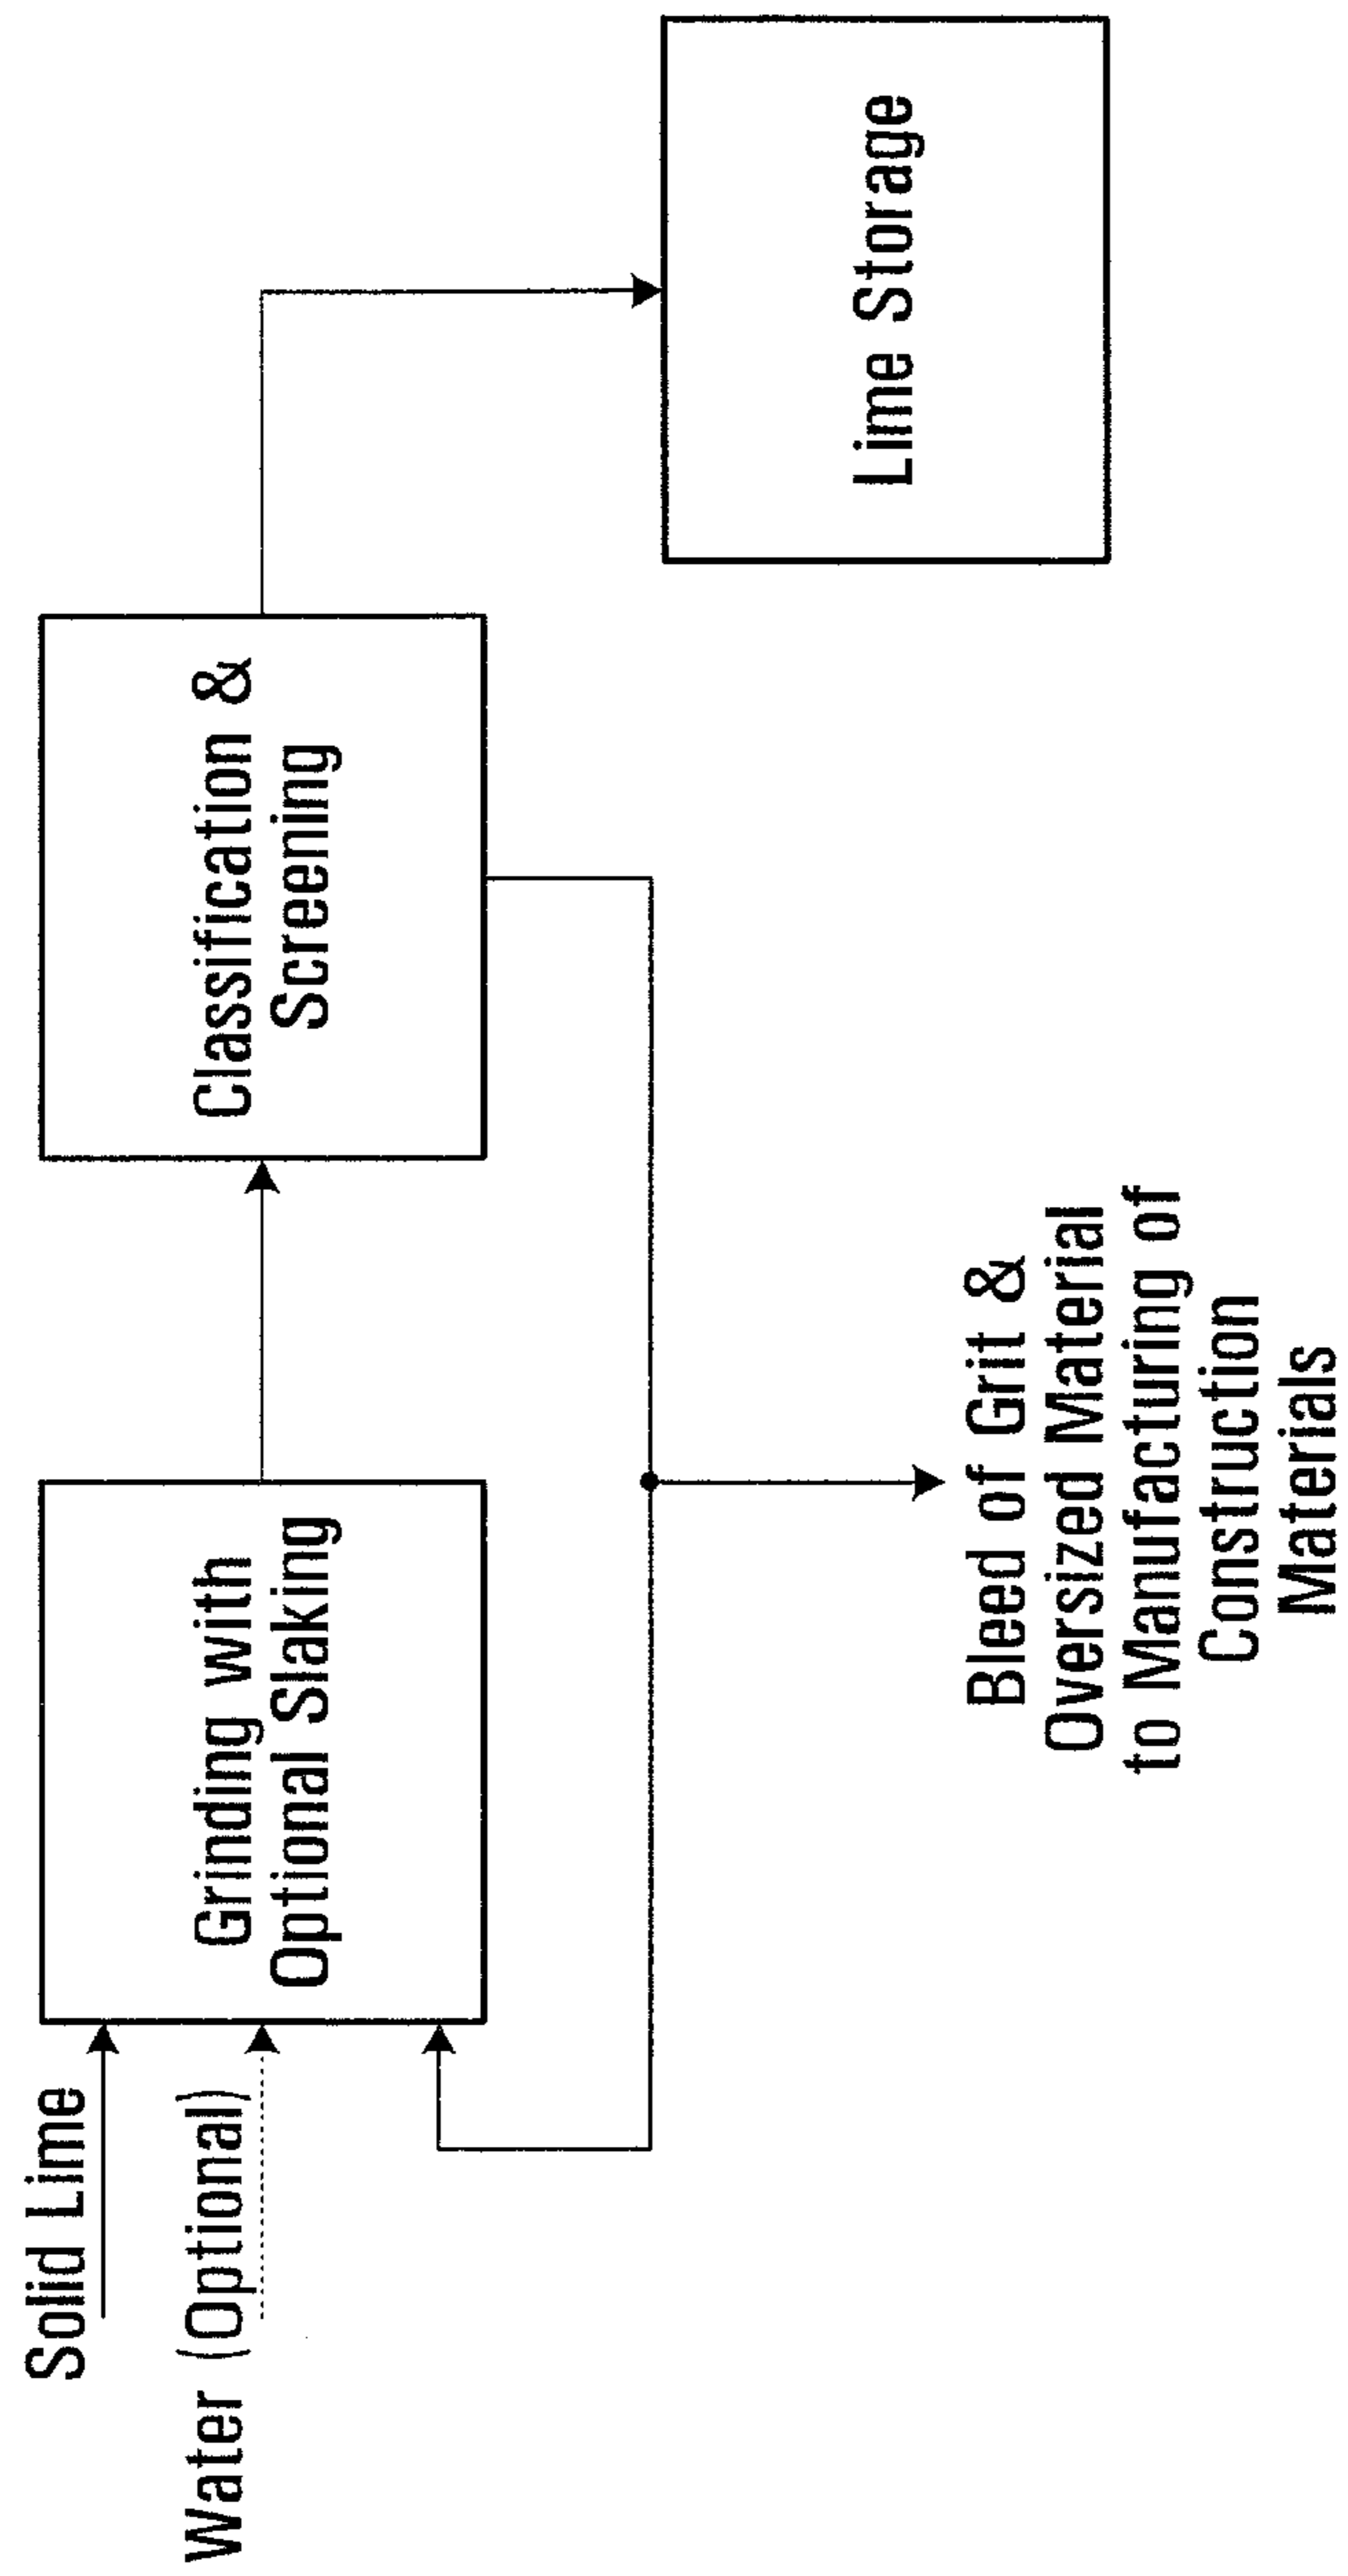 Solid Lime
Water (Optional)
Grinding with
Optional Slaking
Classification &
Screening
Lime Storage
Bleed of Grit &
Oversized Material
to Manufacturing of
Construction
Materials